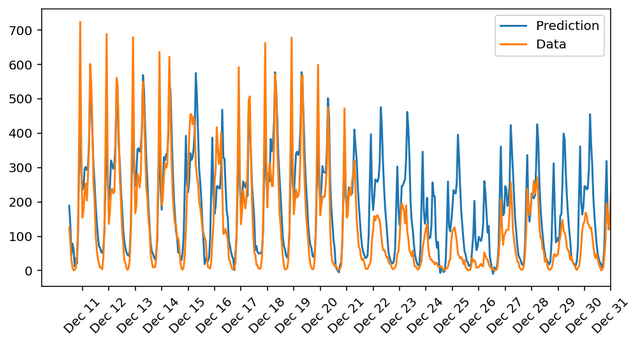 700
600
500
400
300
200
100
0
Prediction
Data
Dec 11
Dec 12
Dec 13
Dec 14
Dec 15
Dec 16
Dec 17
Dec 18
Dec 19
Dec 20
Dec 21
Dec 22
Dec 23
Dec 24
Dec 25
Dec 26
Dec 27
Dec 28
Dec 29
Dec 30
Dec 31